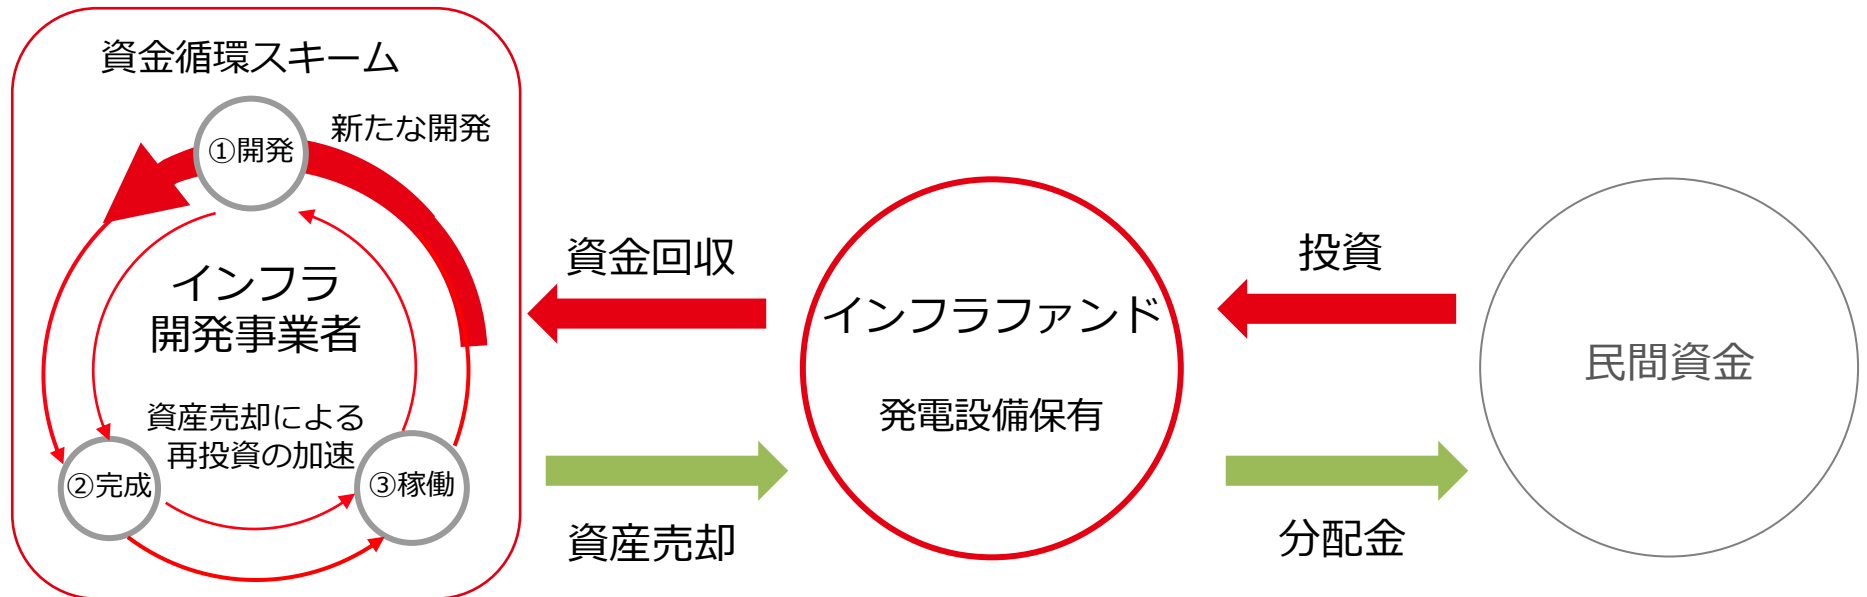 資金循環スキーム
新たな開発
①開発
インフラ
開発事業者
資産売却による
再投資の加速
②完成
③稼働
資金回収
資産売却
インフラファンド
発電設備保有
投資
分配金
民間資金